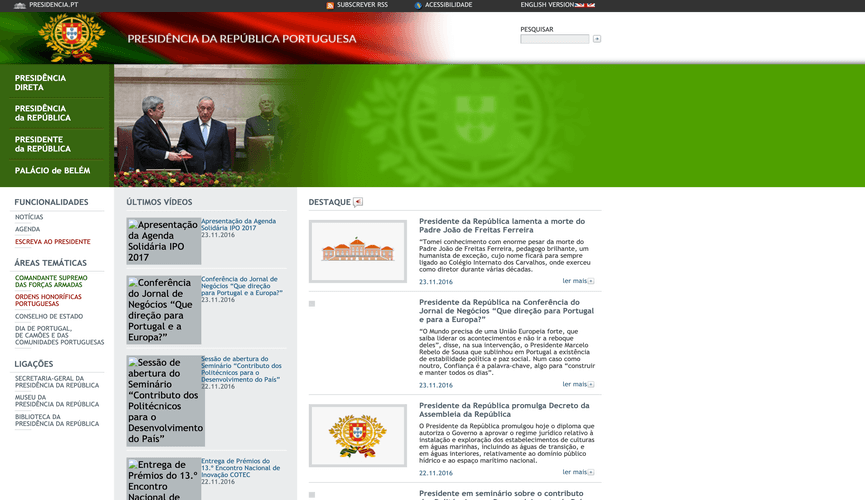 PRESIDENCIA.PT
SUBSCREVER RSS
ACESSIBILIDADE
ENGLISH VERSION
PRESIDÊNCIA DA REPÚBLICA PORTUGUESA
PESQUISAR
PRESIDÊNCIA
DIRETA
PRESIDÊNCIA
da REPÚBLICA
PRESIDENTE
da REPÚBLICA
PALÁCIO de BELÉM
FUNCIONALIDADES
NOTÍCIAS
AGENDA
ESCREVA AO PRESIDENTE
ÁREAS TEMÁTICAS
COMANDANTE SUPREMO
DAS FORÇAS ARMADAS
ORDENS HONORÍFICAS
PORTUGUESAS
CONSELHO DE ESTADO
DIA DE PORTUGAL,
DE CAMÕES E DAS
COMUNIDADES PORTUGUESAS
LIGAÇÕES
SECRETARIA-GERAL DA
PRESIDÊNCIA DA REPÚBLICA
MUSEU DA
PRESIDÊNCIA DA REPÚBLICA
BIBLIOTECA DA
PRESIDÊNCIA DA REPÚBLICA
ÚLTIMOS VÍDEOS
Apresentação
da Agenda
Solidária IPO
2017
Apresentação da Agenda
Solidária IPO 2017
23.11.2016
Conferência
do Jornal de
Negócios “Que
direção para
Portugal e a
Europa?”
Conferência do Jornal de
Negócios “Que direção
para Portugal e a Europa?”
23.11.2016
Sessão de
abertura do
Seminário
“Contributo dos
Politécnicos
para o
Desenvolvimento
do País”
Sessão de abertura do
Seminário “Contributo dos
Politécnicos para o
Desenvolvimento do País”
22.11.2016
Entrega de
Prémios do 13.º
Encontro
Nacional de
Entrega de Prémios do
13.º Encontro Nacional de
Inovação COTEC
22.11.2016
DESTAQUE
Presidente da República lamenta a morte do
Padre João de Freitas Ferreira
“Tomei conhecimento com enorme pesar da morte do
Padre João de Freitas Ferreira, pedagogo brilhante, um
humanista de exceção, cujo nome ficará para sempre
ligado ao Colégio Internato dos Carvalhos, onde exerceu
como diretor durante várias décadas.
23.11.2016
ler mais
Presidente da República na Conferência do
Jornal de Negócios “Que direção para Portugal
e para a Europa?”
“O Mundo precisa de uma União Europeia forte, que
saiba liderar os acontecimentos e não ir a reboque
deles”, disse, na sua intervenção, o Presidente Marcelo
Rebelo de Sousa que sublinhou em Portugal a existência
de estabilidade política e paz social. Num caso como
noutro, Confiança é a palavra-chave, algo para “construir
e manter todos os dias”.
23.11.2016
ler mais
Presidente da República promulga Decreto da
Assembleia da República
O Presidente da República promulgou hoje o diploma que
autoriza o Governo a aprovar o regime jurídico relativo à
instalação e exploração dos estabelecimentos de culturas
em águas marinhas, incluindo as águas de transição, e
em águas interiores, relativamente ao domínio público
hídrico e ao espaço marítimo nacional.
22.11.2016
ler mais
Presidente em seminário sobre o contributo